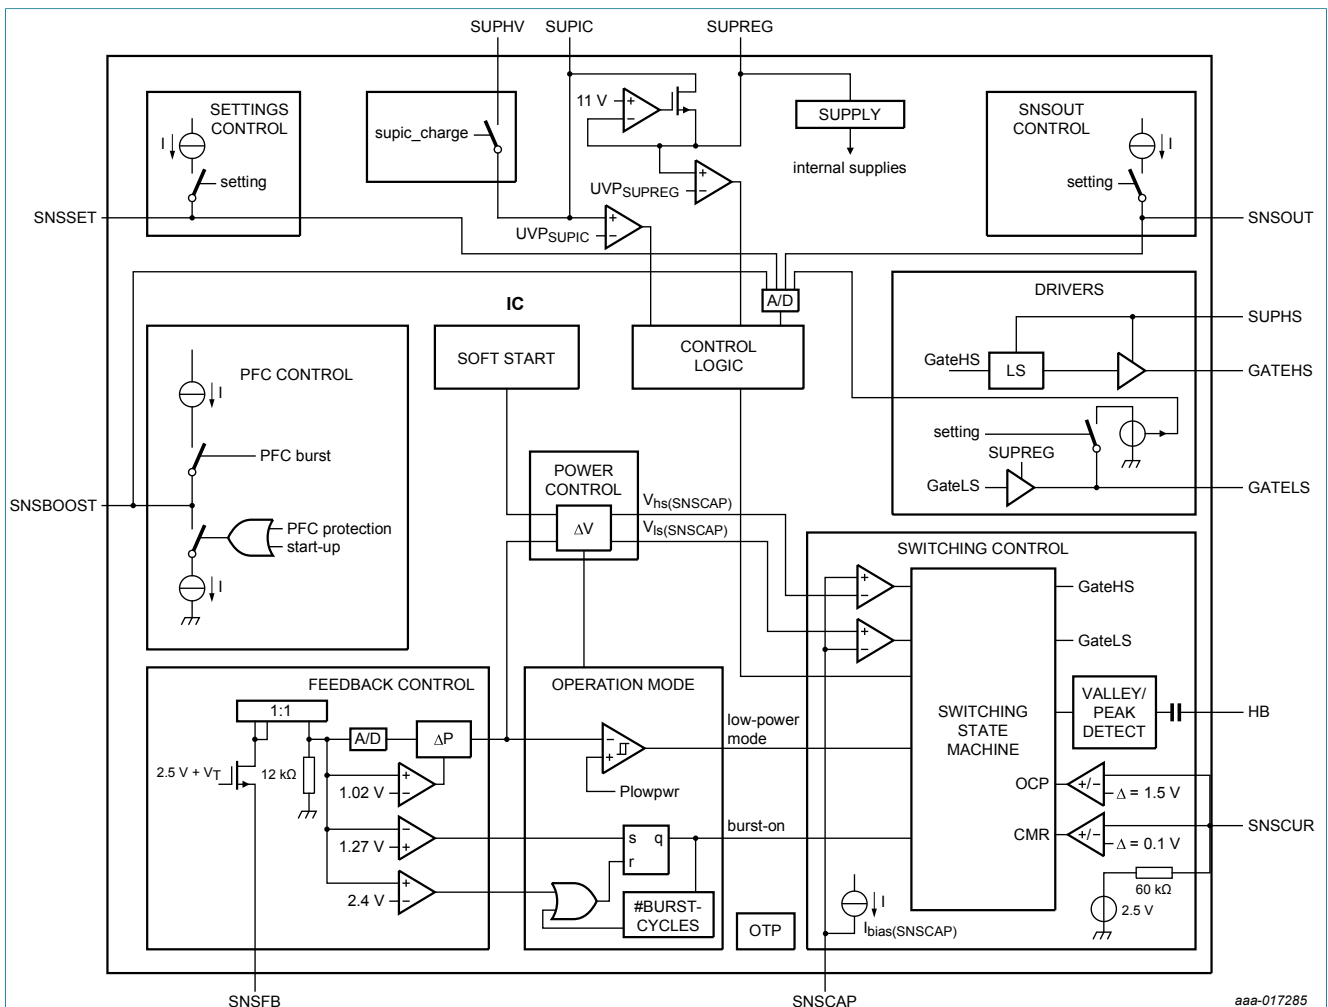 SUPHV
SUPIC
SUPREG
SETTINGS
CONTROL
I
setting
SNSSET
supic_charge
11 V
+
−
UVPSUPREG
+
−
UVPSUPIC
+
−
SUPPLY
internal supplies
SNSOUT
CONTROL
I
setting
SNSOUT
A/D
IC
SOFT START
CONTROL
LOGIC
DRIVERS
SUPHS
GateHS
LS
GATEHS
setting
SUPREG
GateLS
GATELS
PFC CONTROL
I
PFC burst
SNSBOOST
PFC protection
start-up
I
POWER
CONTROL
ΔV
Vhs(SNSCAP)
Vls(SNSCAP)
SWITCHING CONTROL
+
−
GateHS
+
−
GateLS
SWITCHING
STATE
MACHINE
VALLEY/
PEAK
DETECT
HB
OCP
+/−
Δ = 1.5 V
CMR
+/−
Δ = 0.1 V
SNSCUR
60 kΩ
2.5 V
I
Ibias(SNSCAP)
FEEDBACK CONTROL
1:1
A/D
ΔP
2.5 V + VT
12 kΩ
1.02 V
+
−
1.27 V
−
+
2.4 V
+
−
OPERATION MODE
−
+
low-power
mode
Plowpwr
burst-on
s
q
r
#BURST-
CYCLES
OTP
SNSFB
SNSCAP
aaa-017285